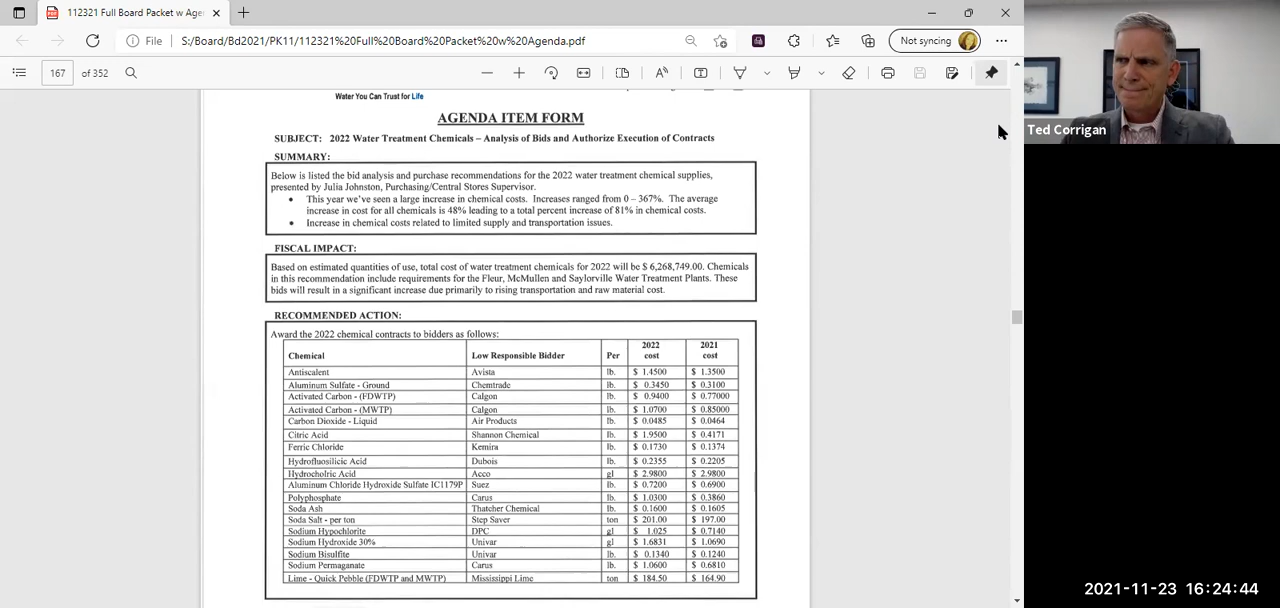 112321 Full Board Packet w Age
File S:/Board/Bd2021/PK11/112321%20Full%20Board%20Packet%20w%20Agenda.pdf Not syncing
167 of 352
Water You Can Trust for Life
AGENDA ITEM FORM
SUBJECT: 2022 Water Treatment Chemicals – Analysis of Bids and Authorize Execution of Contracts
SUMMARY:
Below is listed the bid analysis and purchase recommendations for the 2022 water treatment chemical supplies,
presented by Julia Johnston, Purchasing/Central Stores Supervisor.
• This year we've seen a large increase in chemical costs. Increases ranged from 0 – 367%. The average
increase in cost for all chemicals is 48% leading to a total percent increase of 81% in chemical costs.
• Increase in chemical costs related to limited supply and transportation issues.
FISCAL IMPACT:
Based on estimated quantities of use, total cost of water treatment chemicals for 2022 will be $ 6,268,749.00. Chemicals
in this recommendation include requirements for the Fleur, McMullen and Saylorville Water Treatment Plants. These
bids will result in a significant increase due primarily to rising transportation and raw material cost.
RECOMMENDED ACTION:
Award the 2022 chemical contracts to bidders as follows:
Chemical Low Responsible Bidder Per 2022 cost 2021 cost
Antiscalent Avista lb. $ 1.4500 $ 1.3500
Aluminum Sulfate - Ground Chemtrade lb. $ 0.3450 $ 0.3100
Activated Carbon - (FDWTP) Calgon lb. $ 0.9400 $ 0.77000
Activated Carbon - (MWTP) Calgon lb. $ 1.0700 $ 0.85000
Carbon Dioxide - Liquid Air Products lb. $ 0.0485 $ 0.0464
Citric Acid Shannon Chemical lb. $ 1.9500 $ 0.4171
Ferric Chloride Kemira lb. $ 0.1730 $ 0.1374
Hydrofluosilicic Acid Dubois lb. $ 0.2355 $ 0.2205
Hydrocholric Acid Acco gl $ 2.9800 $ 2.9800
Aluminum Chloride Hydroxide Sulfate IC1179P Suez lb. $ 0.7200 $ 0.6900
Polyphosphate Carus lb. $ 1.0300 $ 0.3860
Soda Ash Thatcher Chemical lb. $ 0.1600 $ 0.1605
Soda Salt - per ton Step Saver ton $ 201.00 $ 197.00
Sodium Hypochlorite DPC gl $ 1.025 $ 0.7140
Sodium Hydroxide 30% Univar gl $ 1.6831 $ 1.0690
Sodium Bisulfite Univar lb. $ 0.1340 $ 0.1240
Sodium Permaganate Carus lb. $ 1.0600 $ 0.6810
Lime - Quick Pebble (FDWTP and MWTP) Mississippi Lime ton $ 184.50 $ 164.90
Ted Corrigan
2021-11-23 16:24:44